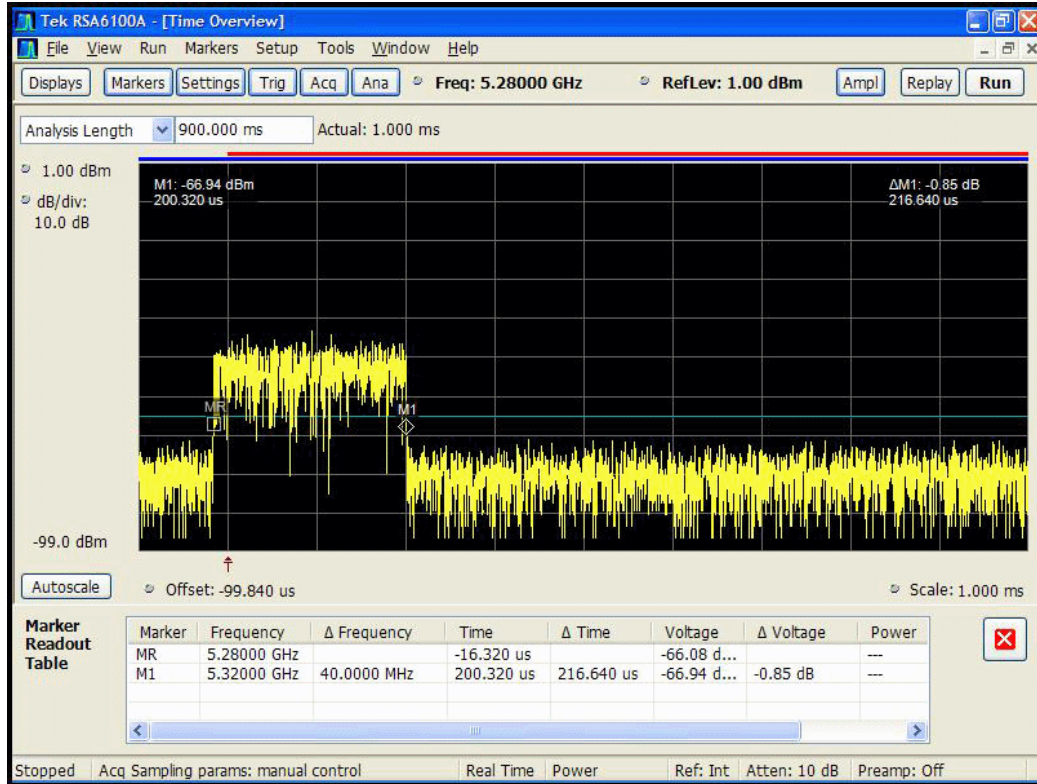 Tek RSA6100A - [Time Overview]
File View Run Markers Setup Tools Window Help
Displays Markers Settings Trig Acq Ana Freq: 5.28000 GHz RefLev: 1.00 dBm Ampl Replay Run
Analysis Length 900.000 ms Actual: 1.000 ms
1.00 dBm
dB/div:
10.0 dB
M1: -66.94 dBm
200.320 us
ΔM1: -0.85 dB
216.640 us
MR
M1
-99.0 dBm
Autoscale Offset: -99.840 us Scale: 1.000 ms
Marker
Readout
Table
Marker Frequency Δ Frequency Time Δ Time Voltage Δ Voltage Power
MR 5.28000 GHz -16.320 us -66.08 d... ---
M1 5.32000 GHz 40.0000 MHz 200.320 us 216.640 us -66.94 d... -0.85 dB ---
Stopped Acq Sampling params: manual control Real Time Power Ref: Int Atten: 10 dB Preamp: Off